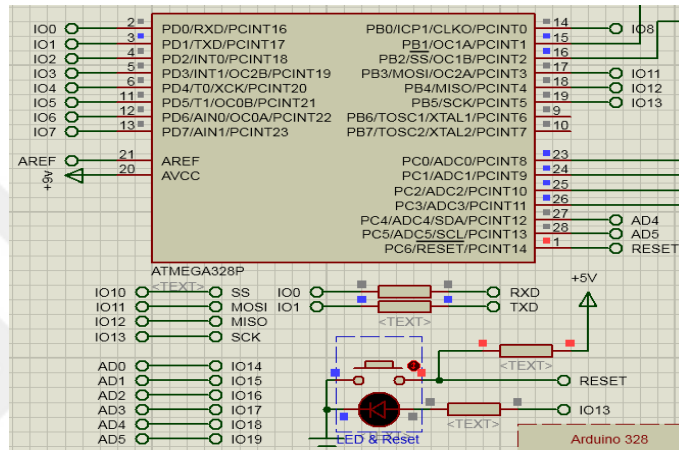 IO0 2 PD0/RXD/PCINT16 PB0/ICP1/CLKO/PCINT0 14 IO8
IO1 3 PD1/TXD/PCINT17 PB1/OC1A/PCINT1 15
IO2 4 PD2/INT0/PCINT18 PB2/SS/OC1B/PCINT2 16
IO3 5 PD3/INT1/OC2B/PCINT19 PB3/MOSI/OC2A/PCINT3 17 IO11
IO4 6 PD4/T0/XCK/PCINT20 PB4/MISO/PCINT4 18 IO12
IO5 11 PD5/T1/OC0B/PCINT21 PB5/SCK/PCINT5 19 IO13
IO6 12 PD6/AIN0/OC0A/PCINT22 PB6/TOSC1/XTAL1/PCINT6 9
IO7 13 PD7/AIN1/PCINT23 PB7/TOSC2/XTAL2/PCINT7 10
AREF 21 AREF PC0/ADC0/PCINT8 23
+9v 20 AVCC PC1/ADC1/PCINT9 24
PC2/ADC2/PCINT10 25
PC3/ADC3/PCINT11 26
PC4/ADC4/SDA/PCINT12 27 AD4
PC5/ADC5/SCL/PCINT13 28 AD5
PC6/RESET/PCINT14 1 RESET
ATMEGA328P
<TEXT>
+5V
IO10 SS IO0 RXD
IO11 MOSI IO1 TXD
IO12 MISO <TEXT>
IO13 SCK
<TEXT>
AD0 IO14
AD1 IO15 RESET
AD2 IO16
AD3 IO17 IO13
AD4 IO18 <TEXT>
AD5 IO19 LED & Reset Arduino 328